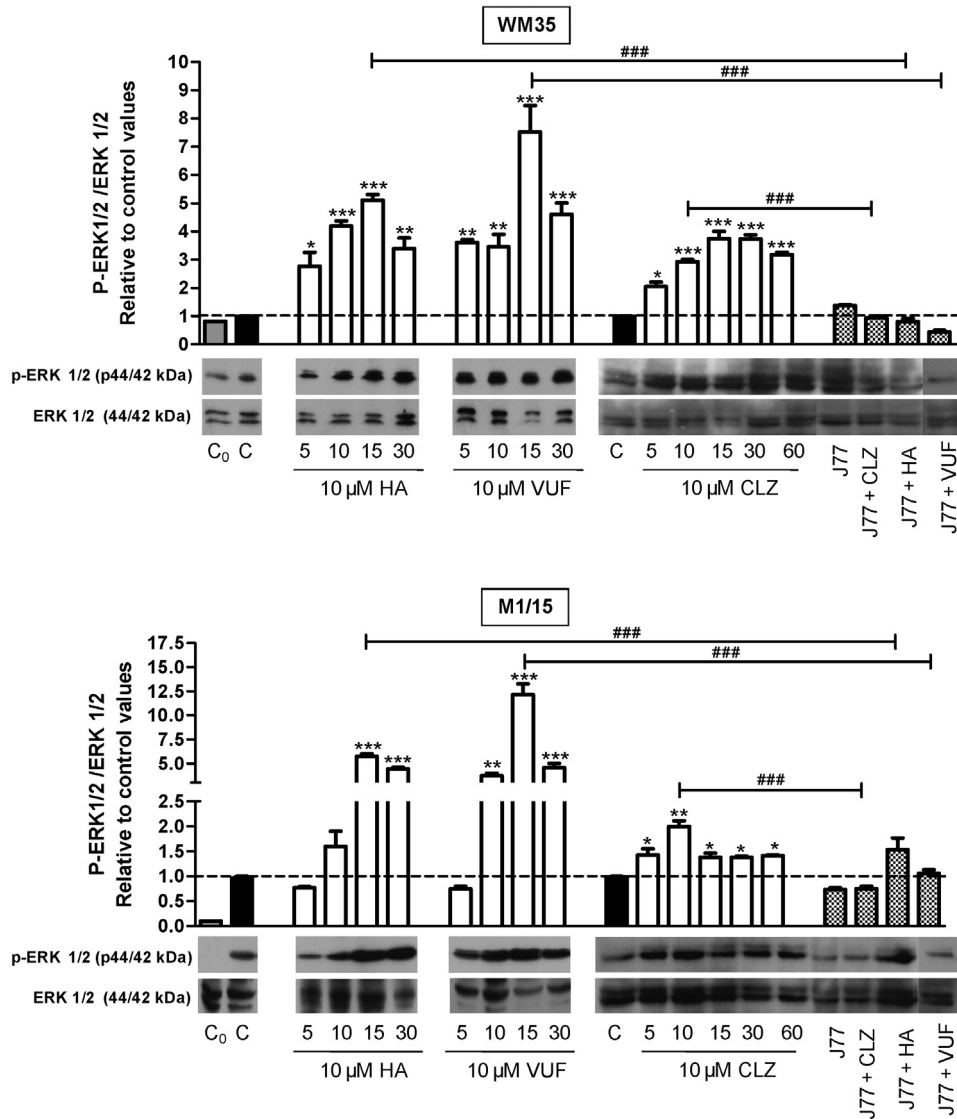 WM35
P-ERK1/2 /ERK 1/2
Relative to control values
10
9
8
7
6
5
4
3
2
1
0
###
###
###
* *** *** **
** ** *** ***
* *** *** *** ***
p-ERK 1/2 (p44/42 kDa)
ERK 1/2 (44/42 kDa)
C0 C 5 10 15 30 5 10 15 30 C 5 10 15 30 60 J77 J77 + CLZ J77 + HA J77 + VUF
10 µM HA 10 µM VUF 10 µM CLZ
M1/15
P-ERK1/2 /ERK 1/2
Relative to control values
17.5
15.0
12.5
10.0
7.5
5.0
2.5
2.0
1.5
1.0
0.5
0.0
###
###
###
*** ***
** *** ***
* ** * * *
p-ERK 1/2 (p44/42 kDa)
ERK 1/2 (44/42 kDa)
C0 C 5 10 15 30 5 10 15 30 C 5 10 15 30 60 J77 J77 + CLZ J77 + HA J77 + VUF
10 µM HA 10 µM VUF 10 µM CLZ